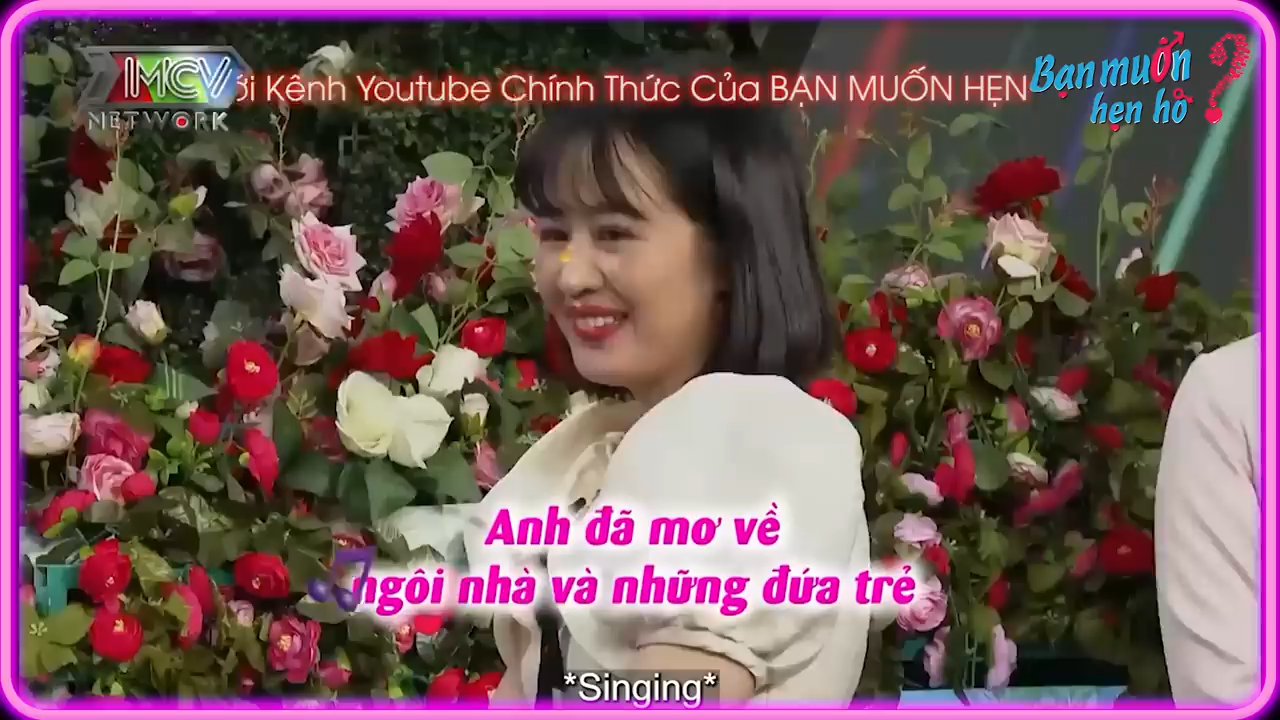 MCV
NETWORK
ới Kênh Youtube Chính Thức Của BẠN MUỐN HẸN
Bạn muốn
hẹn hò
?
Anh đã mơ về
ngôi nhà và những đứa trẻ
*Singing*